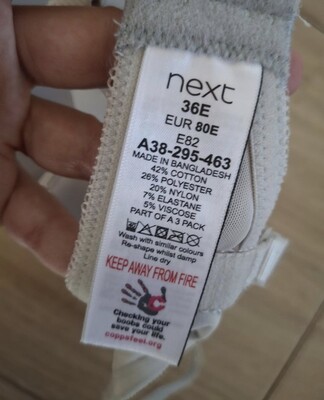 next
36E
EUR 80E
E82
A38-295-463
MADE IN BANGLADESH
42% COTTON
26% POLYESTER
20% NYLON
7% ELASTANE
5% VISCOSE
PART OF A 3 PACK
Wash with similar colours
Re-shape whilst damp
Line dry
KEEP AWAY FROM FIRE
Checking your
boobs could
save your life.
coppafeel.org